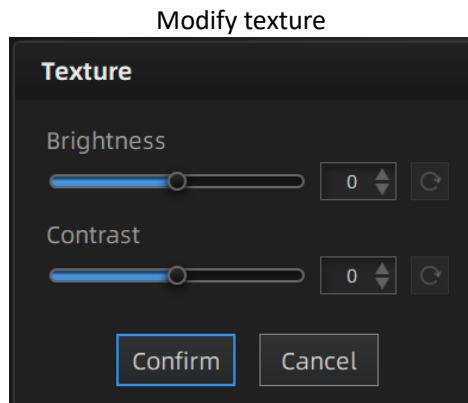 Modify texture
Texture
Brightness
0
Contrast
0
Confirm Cancel